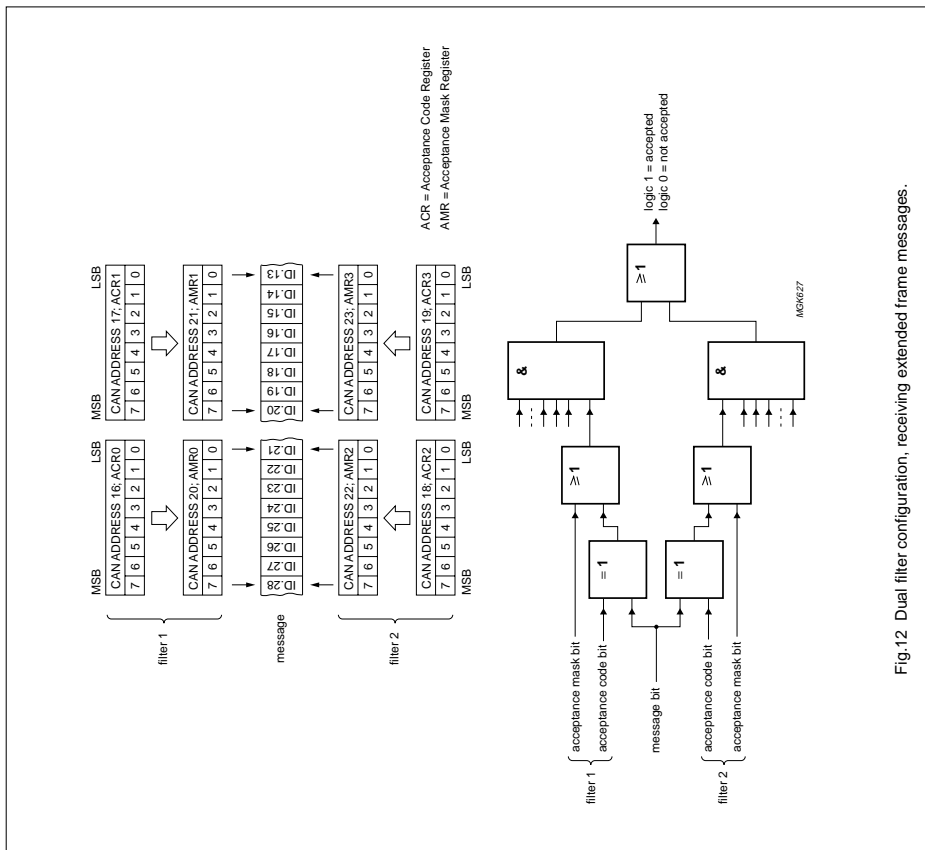 MSB LSB MSB LSB
CAN ADDRESS 16; ACR0 CAN ADDRESS 17; ACR1
7 6 5 4 3 2 1 0 7 6 5 4 3 2 1 0
filter 1
CAN ADDRESS 20; AMR0 CAN ADDRESS 21; AMR1
7 6 5 4 3 2 1 0 7 6 5 4 3 2 1 0
message
ID.28 ID.27 ID.26 ID.25 ID.24 ID.23 ID.22 ID.21 ID.20 ID.19 ID.18 ID.17 ID.16 ID.15 ID.14 ID.13
CAN ADDRESS 22; AMR2 CAN ADDRESS 23; AMR3
7 6 5 4 3 2 1 0 7 6 5 4 3 2 1 0
filter 2
CAN ADDRESS 18; ACR2 CAN ADDRESS 19; ACR3
7 6 5 4 3 2 1 0 7 6 5 4 3 2 1 0
MSB LSB MSB LSB
ACR = Acceptance Code Register
AMR = Acceptance Mask Register
filter 1
acceptance mask bit
acceptance code bit
message bit
filter 2
acceptance code bit
acceptance mask bit
= 1
= 1
≥1
≥1
&
&
≥1
logic 1 = accepted
logic 0 = not accepted
MGK627
Fig.12 Dual filter configuration, receiving extended frame messages.